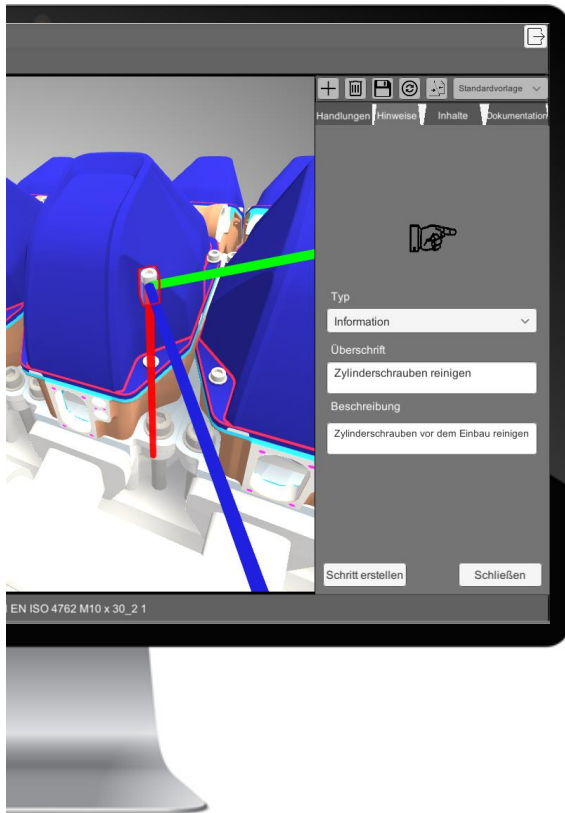 Standardvorlage
Handlungen Hinweise Inhalte Dokumentation
Typ
Information
Überschrift
Zylinderschrauben reinigen
Beschreibung
Zylinderschrauben vor dem Einbau reinigen
Schritt erstellen Schließen
EN ISO 4762 M10 x 30_2 1